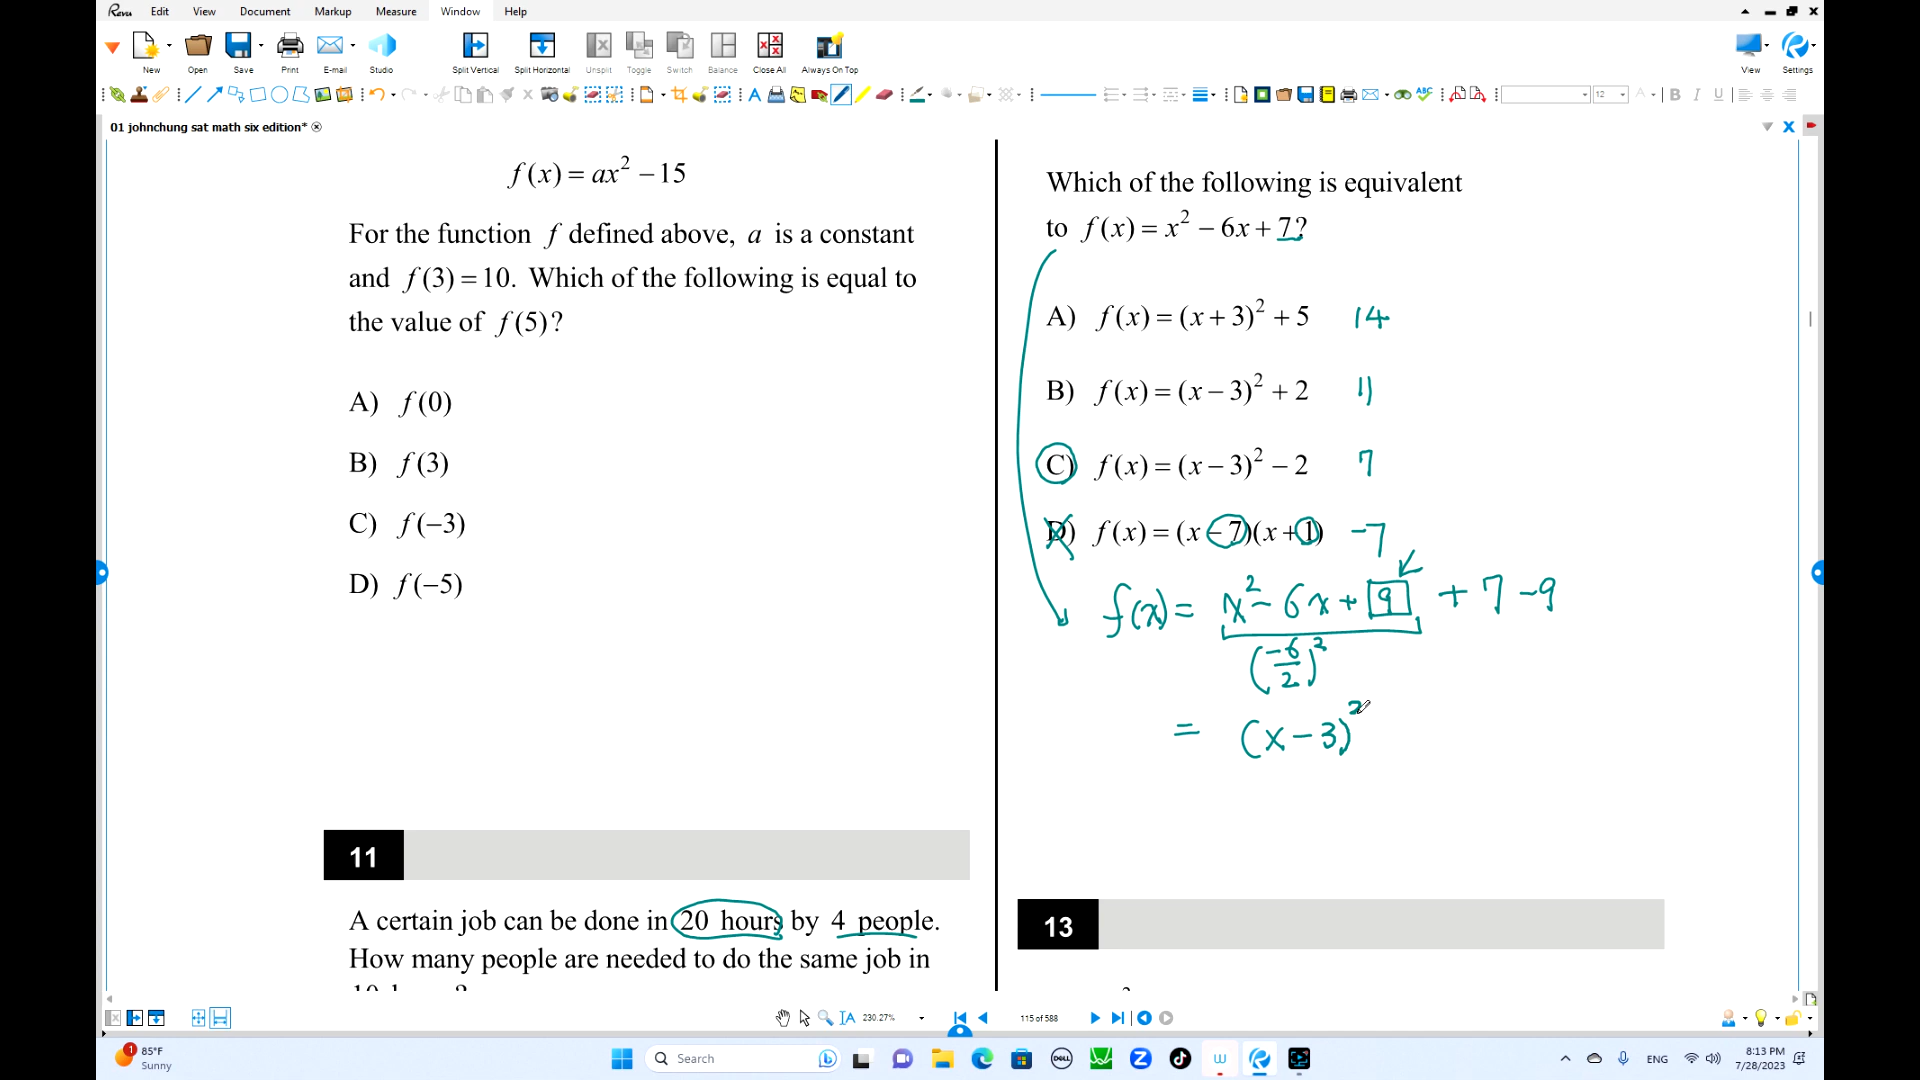 Revu Edit View Document Markup Measure Window Help
New Open Save Print E-mail Studio Split Vertical Split Horizontal Unsplit Toggle Switch Balance Close All Always On Top View Settings
12 B I U
01 johnchung sat math six edition*
f(x) = ax² − 15
For the function f defined above, a is a constant
and f(3) = 10. Which of the following is equal to
the value of f(5)?
A) f(0)
B) f(3)
C) f(−3)
D) f(−5)
11
A certain job can be done in 20 hours by 4 people.
How many people are needed to do the same job in
Which of the following is equivalent
to f(x) = x² − 6x + 7?
A) f(x) = (x + 3)² + 5 14
B) f(x) = (x − 3)² + 2 11
C) f(x) = (x − 3)² − 2 7
D) f(x) = (x − 7)(x + 1) −7
f(x) = x² − 6x + 9 + 7 − 9
(−6/2)²
= (x − 3)²
13
230.27% 115 of 588
85°F
Sunny
Search
ENG
8:13 PM
7/28/2023